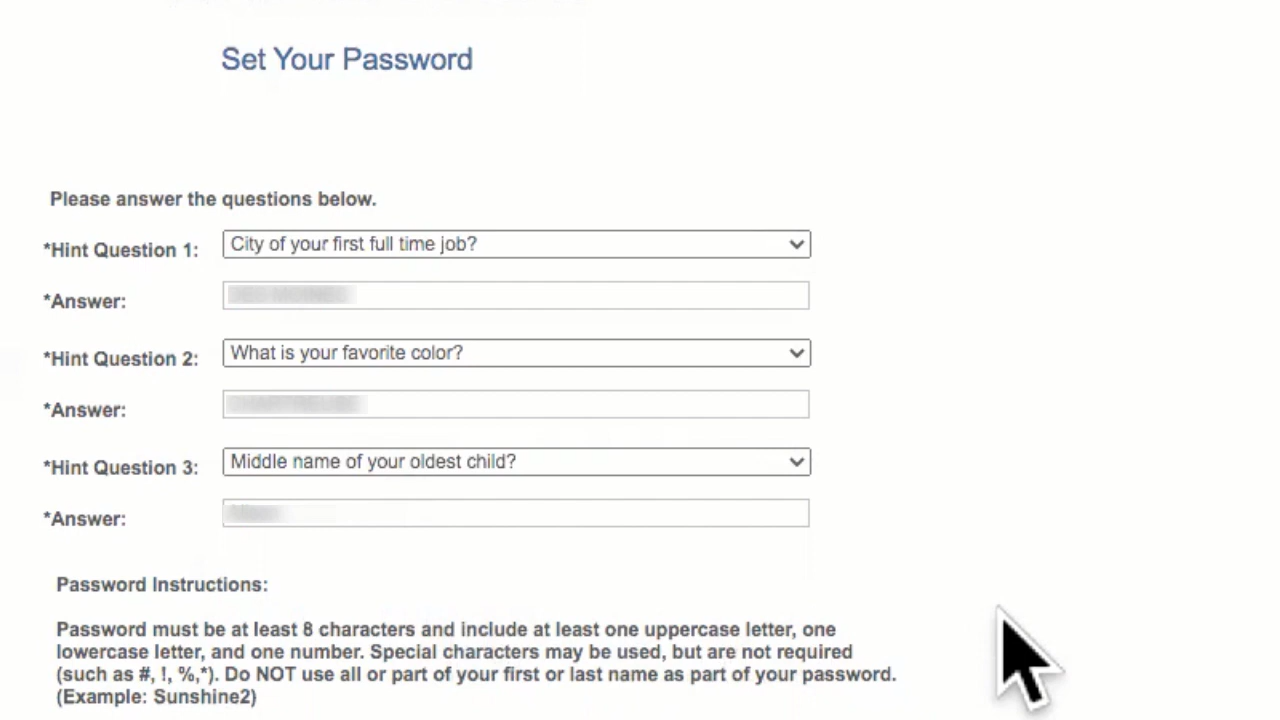 Set Your Password
Please answer the questions below.
*Hint Question 1: City of your first full time job?
*Answer:
*Hint Question 2: What is your favorite color?
*Answer:
*Hint Question 3: Middle name of your oldest child?
*Answer:
Password Instructions:
Password must be at least 8 characters and include at least one uppercase letter, one
lowercase letter, and one number. Special characters may be used, but are not required
(such as #, !, %,*). Do NOT use all or part of your first or last name as part of your password.
(Example: Sunshine2)